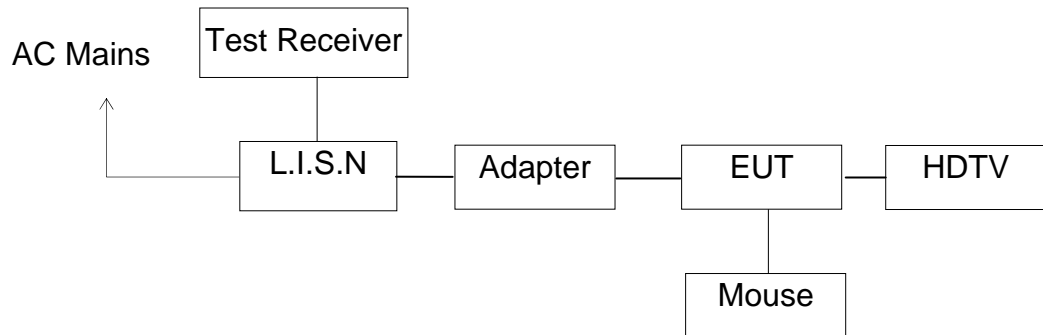 Test Receiver
AC Mains
L.I.S.N
Adapter
EUT
HDTV
Mouse